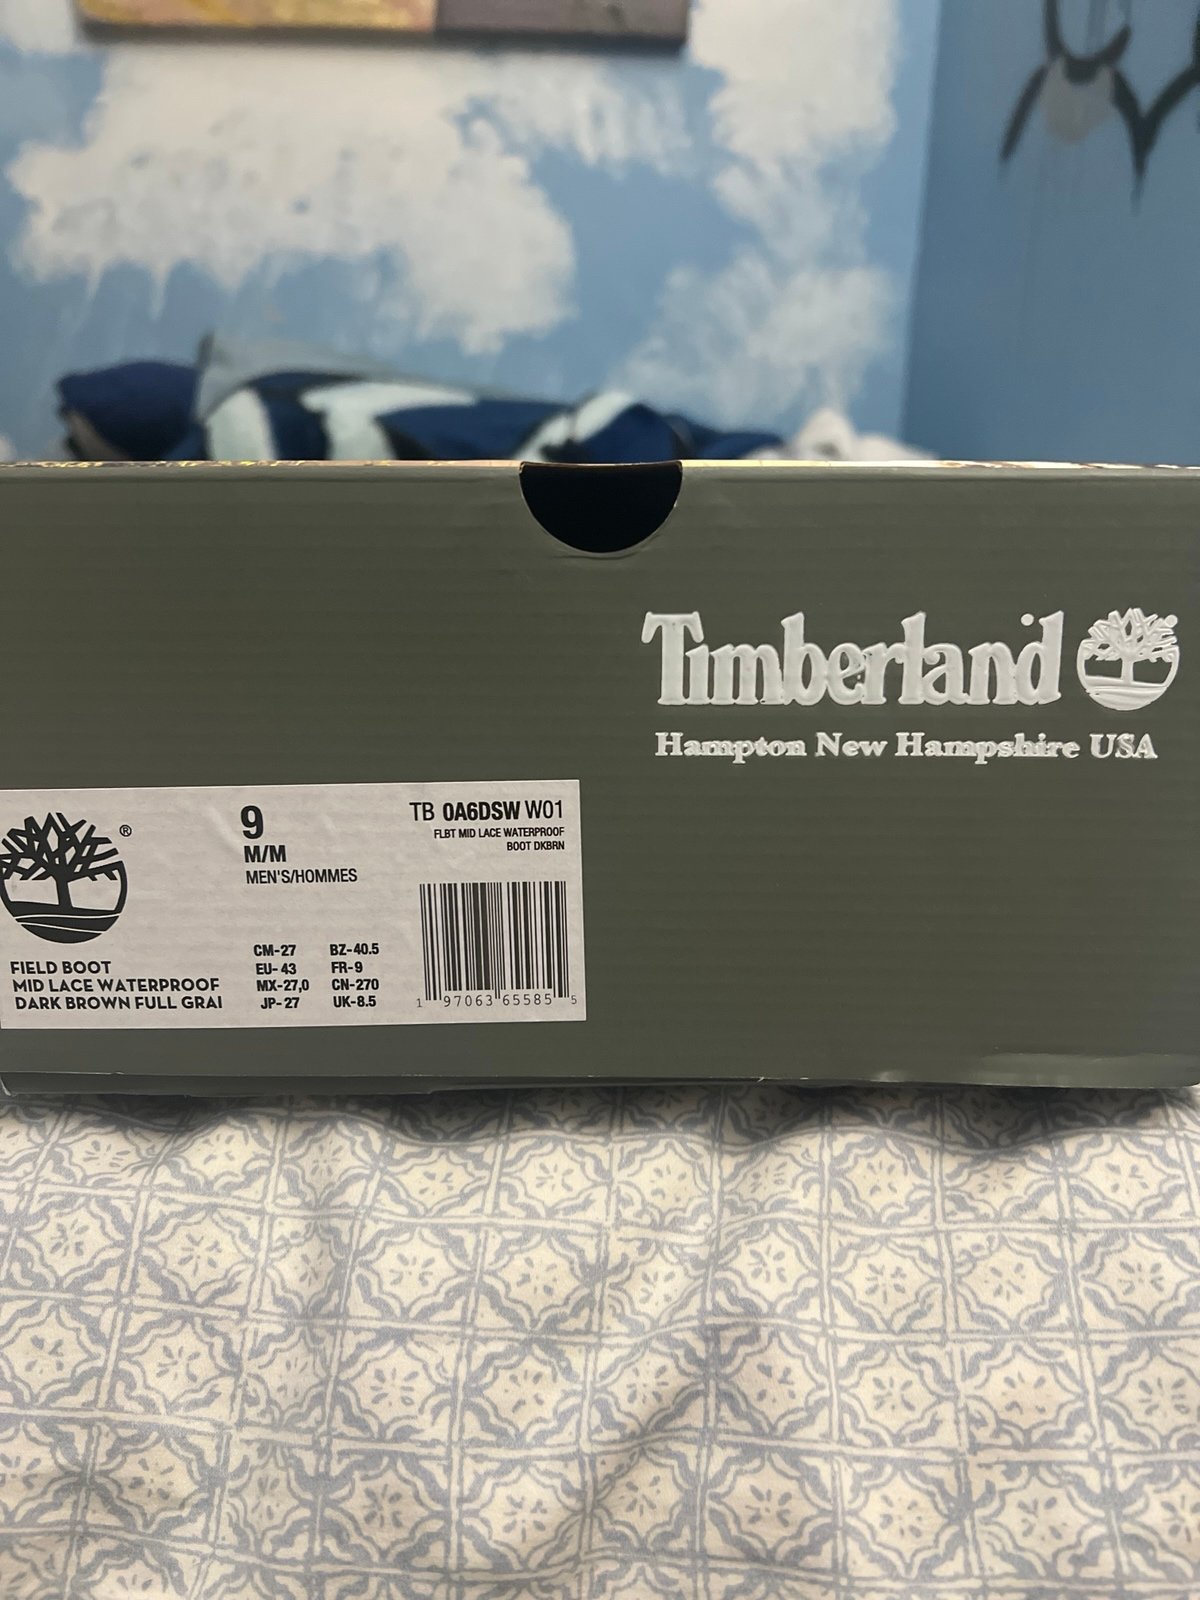 Timberland®
Hampton New Hampshire USA
®
9
M/M
MEN'S/HOMMES
TB 0A6DSW W01
FLBT MID LACE WATERPROOF
BOOT DKBRN
FIELD BOOT
MID LACE WATERPROOF
DARK BROWN FULL GRAI
CM-27 BZ-40.5
EU-43 FR-9
MX-27,0 CN-270
JP-27 UK-8.5
1 97063 65585 5